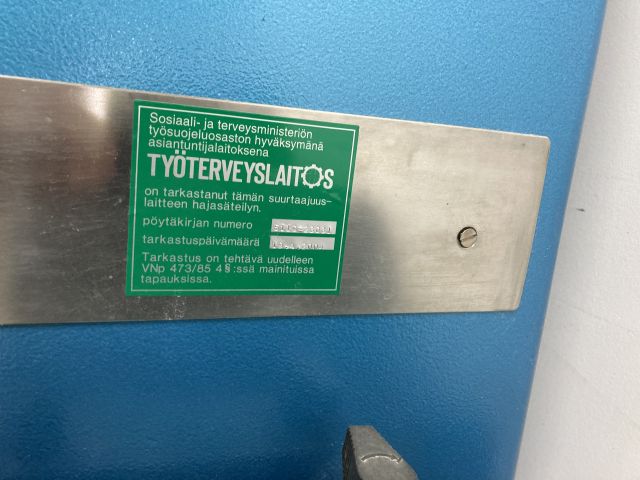 Sosiaali- ja terveysministeriön
työsuojeluosaston hyväksymänä
asiantuntijalaitoksena
TYÖTERVEYSLAITOS
on tarkastanut tämän suurtaajuus-
laitteen hajasäteilyn.
pöytäkirjan numero
tarkastuspäivämäärä
Tarkastus on tehtävä uudelleen
VNp 473/85 4§:ssä mainituissa
tapauksissa.